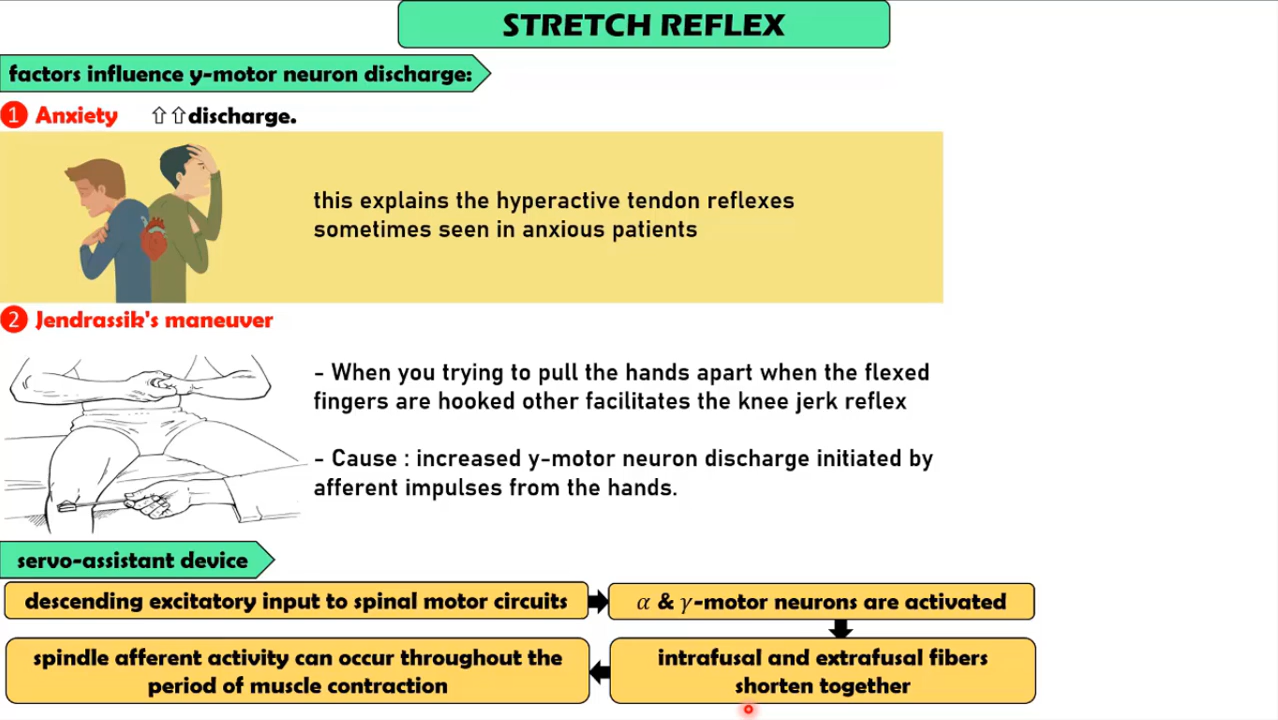 STRETCH REFLEX
factors influence y-motor neuron discharge:
1 Anxiety ⇧⇧discharge.
this explains the hyperactive tendon reflexes
sometimes seen in anxious patients
2 Jendrassik's maneuver
- When you trying to pull the hands apart when the flexed
fingers are hooked other facilitates the knee jerk reflex
- Cause : increased y-motor neuron discharge initiated by
afferent impulses from the hands.
servo-assistant device
descending excitatory input to spinal motor circuits
α & γ-motor neurons are activated
intrafusal and extrafusal fibers
shorten together
spindle afferent activity can occur throughout the
period of muscle contraction